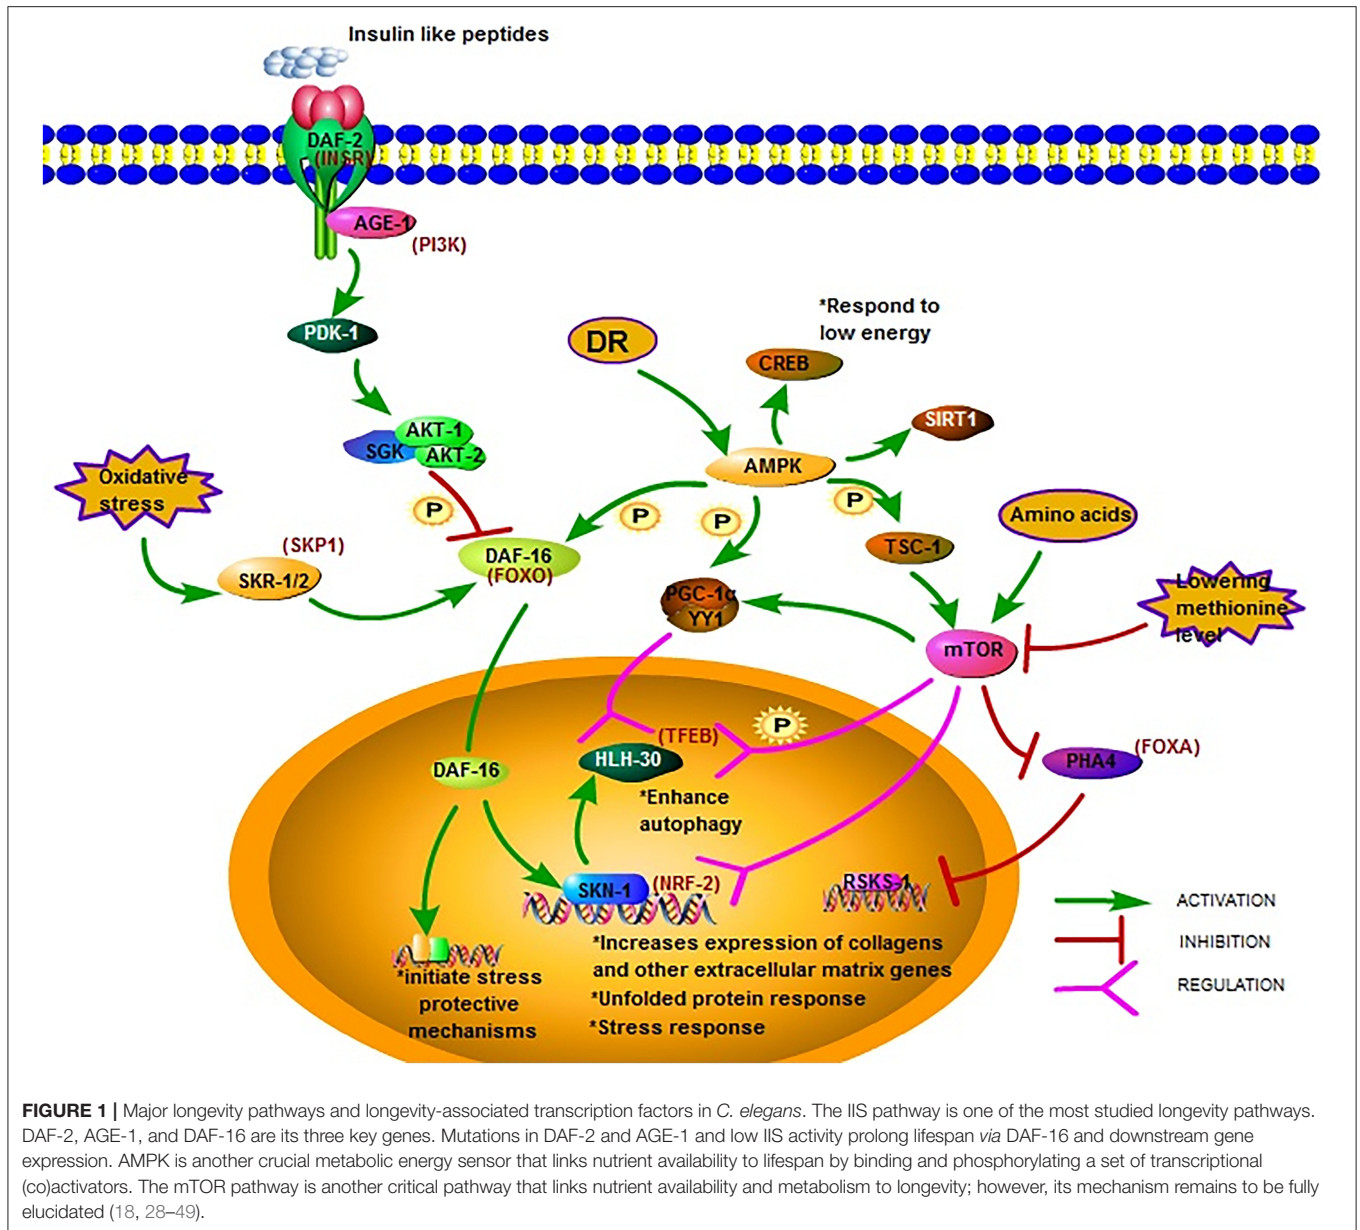 Insulin like peptides
DAF-2
(INSR)
AGE-1
(PI3K)
PDK-1
*Respond to
low energy
DR
CREB
SIRT1
AKT-1
SGK
AKT-2
AMPK
Oxidative
stress
P
P
P
P
Amino acids
(SKP1)
DAF-16
(FOXO)
TSC-1
SKR-1/2
PGC-1α
YY1
Lowering
methionine
level
mTOR
P
(TFEB)
HLH-30
(FOXA)
PHA4
DAF-16
*Enhance
autophagy
SKN-1
(NRF-2)
RSKS-1
ACTIVATION
INHIBITION
REGULATION
*Increases expression of collagens
and other extracellular matrix genes
*Unfolded protein response
*Stress response
*initiate stress
protective
mechanisms
FIGURE 1 | Major longevity pathways and longevity-associated transcription factors in C. elegans. The IIS pathway is one of the most studied longevity pathways.
DAF-2, AGE-1, and DAF-16 are its three key genes. Mutations in DAF-2 and AGE-1 and low IIS activity prolong lifespan via DAF-16 and downstream gene
expression. AMPK is another crucial metabolic energy sensor that links nutrient availability to lifespan by binding and phosphorylating a set of transcriptional
(co)activators. The mTOR pathway is another critical pathway that links nutrient availability and metabolism to longevity; however, its mechanism remains to be fully
elucidated (18, 28–49).